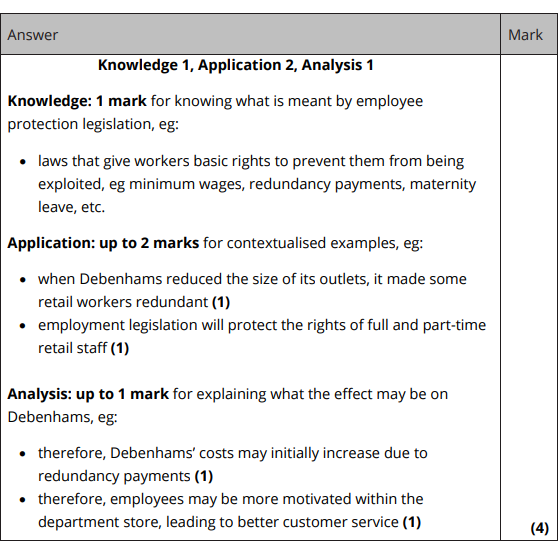 Answer Mark
Knowledge 1, Application 2, Analysis 1
Knowledge: 1 mark for knowing what is meant by employee
protection legislation, eg:
• laws that give workers basic rights to prevent them from being
exploited, eg minimum wages, redundancy payments, maternity
leave, etc.
Application: up to 2 marks for contextualised examples, eg:
• when Debenhams reduced the size of its outlets, it made some
retail workers redundant (1)
• employment legislation will protect the rights of full and part-time
retail staff (1)
Analysis: up to 1 mark for explaining what the effect may be on
Debenhams, eg:
• therefore, Debenhams’ costs may initially increase due to
redundancy payments (1)
• therefore, employees may be more motivated within the
department store, leading to better customer service (1)
(4)